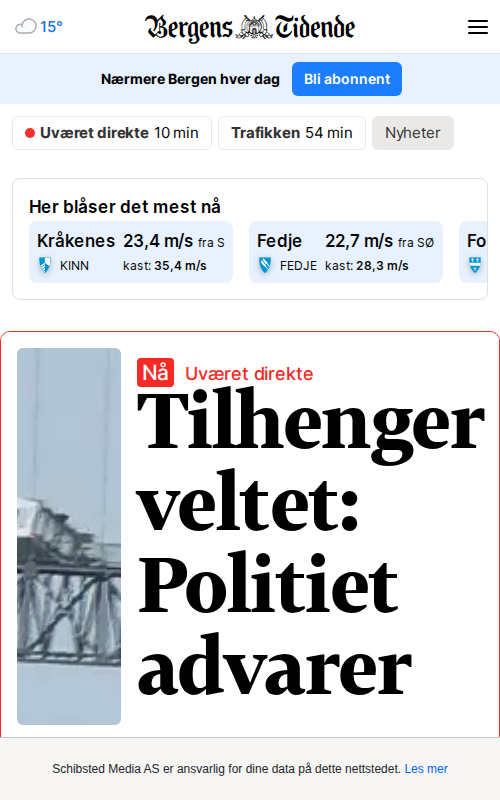 15°
Bergens Tidende
Nærmere Bergen hver dag
Bli abonnent
Uværet direkte 10 min
Trafikken 54 min
Nyheter
Her blåser det mest nå
Kråkenes 23,4 m/s fra S
KINN kast: 35,4 m/s
Fedje 22,7 m/s fra SØ
FEDJE kast: 28,3 m/s
Fo
Nå Uværet direkte
Tilhenger
veltet:
Politiet
advarer
Schibsted Media AS er ansvarlig for dine data på dette nettstedet. Les mer